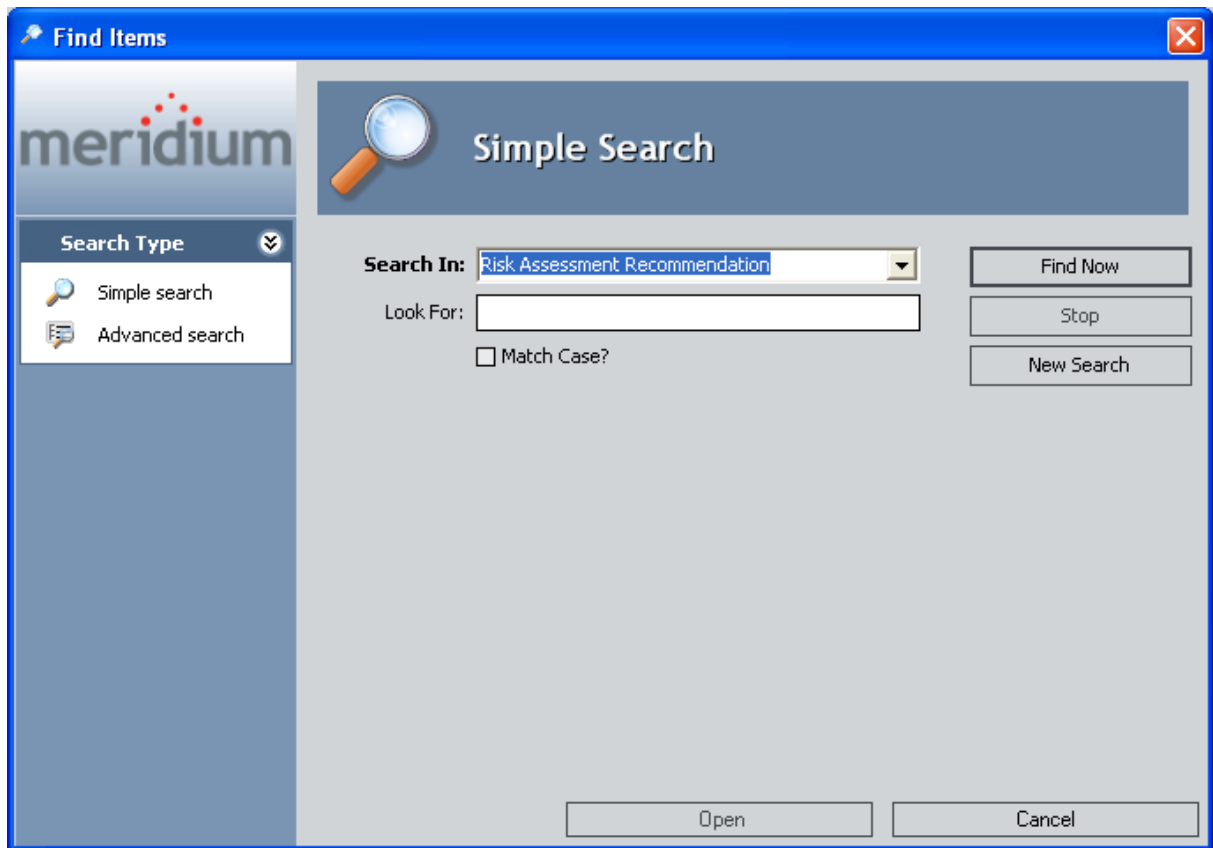 Find Items
meridium
Simple Search
Search Type
Simple search
Advanced search
Search In: Risk Assessment Recommendation
Find Now
Look For:
Stop
Match Case?
New Search
Open
Cancel